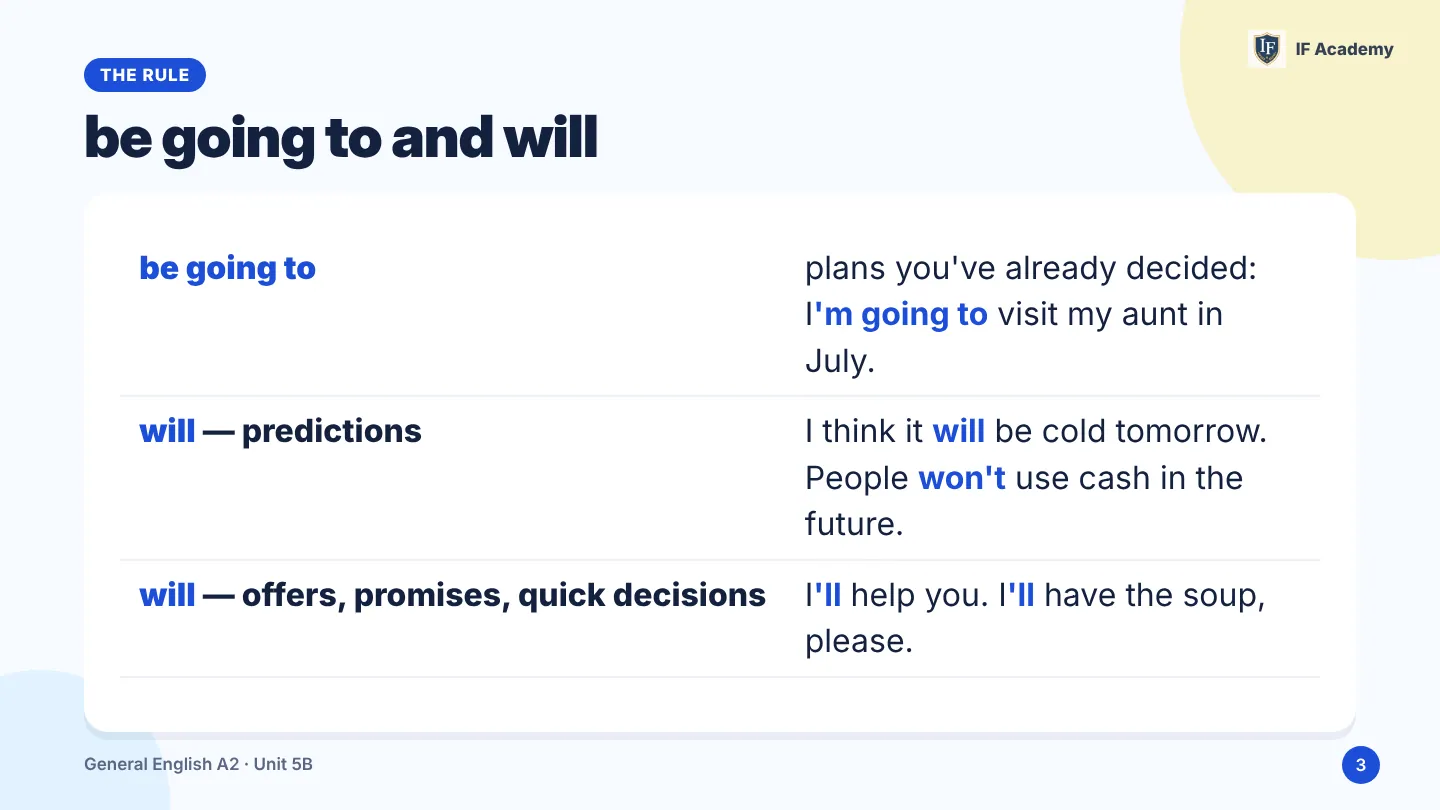 IF
IF Academy
THE RULE
be going to and will
be going to
plans you've already decided:
I'm going to visit my aunt in
July.
will — predictions
I think it will be cold tomorrow.
People won't use cash in the
future.
will — offers, promises, quick decisions
I'll help you. I'll have the soup,
please.
General English A2 · Unit 5B
3